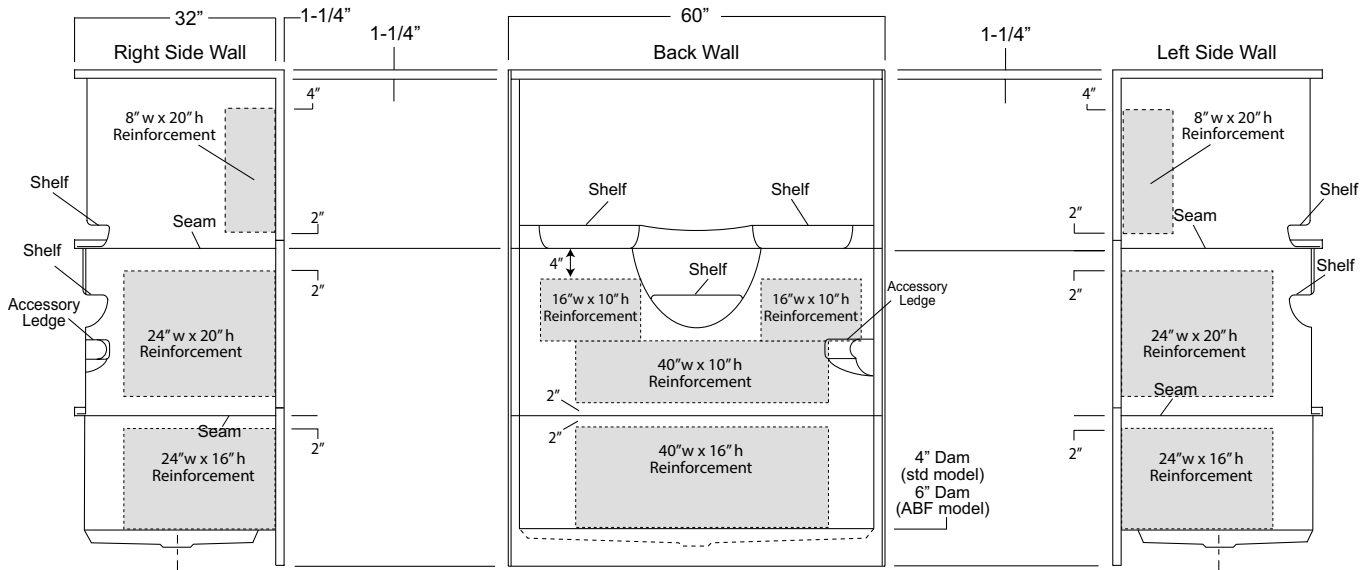 32”
1-1/4”
60”
1-1/4”
1-1/4”
Right Side Wall
Back Wall
Left Side Wall
4”
4”
8” w x 20” h
Reinforcement
8” w x 20” h
Reinforcement
Shelf
Shelf
Shelf
Shelf
2”
2”
Seam
Seam
Shelf
4”
Shelf
Shelf
2”
2”
Accessory
Ledge
16”w x 10” h
Reinforcement
16”w x 10” h
Reinforcement
Accessory
Ledge
24” w x 20” h
Reinforcement
24” w x 20” h
Reinforcement
40”w x 10” h
Reinforcement
2”
Seam
Seam
2”
2”
2”
24”w x 16” h
Reinforcement
40”w x 16” h
Reinforcement
24”w x 16” h
Reinforcement
4” Dam
(std model)
6” Dam
(ABF model)